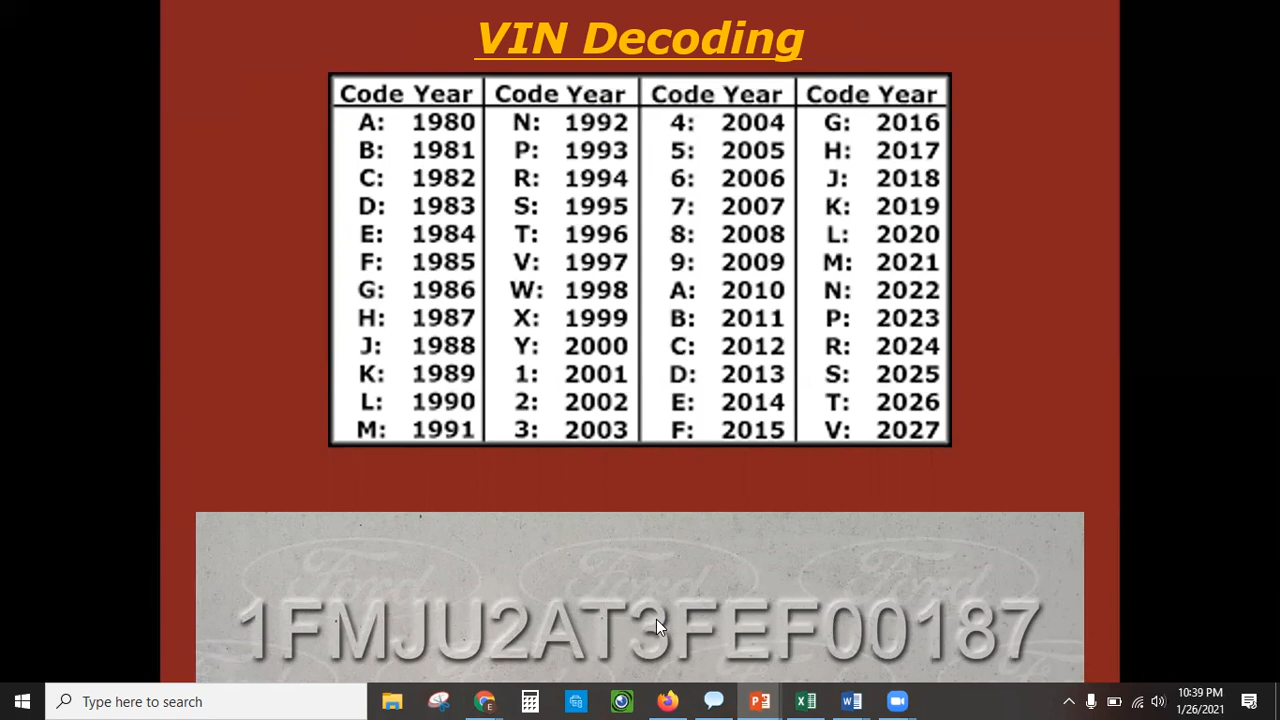 VIN Decoding
Code Year Code Year Code Year Code Year
A: 1980 N: 1992 4: 2004 G: 2016
B: 1981 P: 1993 5: 2005 H: 2017
C: 1982 R: 1994 6: 2006 J: 2018
D: 1983 S: 1995 7: 2007 K: 2019
E: 1984 T: 1996 8: 2008 L: 2020
F: 1985 V: 1997 9: 2009 M: 2021
G: 1986 W: 1998 A: 2010 N: 2022
H: 1987 X: 1999 B: 2011 P: 2023
J: 1988 Y: 2000 C: 2012 R: 2024
K: 1989 1: 2001 D: 2013 S: 2025
L: 1990 2: 2002 E: 2014 T: 2026
M: 1991 3: 2003 F: 2015 V: 2027
Ford Ford Ford
1FMJU2AT3FEF00187
Type here to search
10:39 PM
1/26/2021